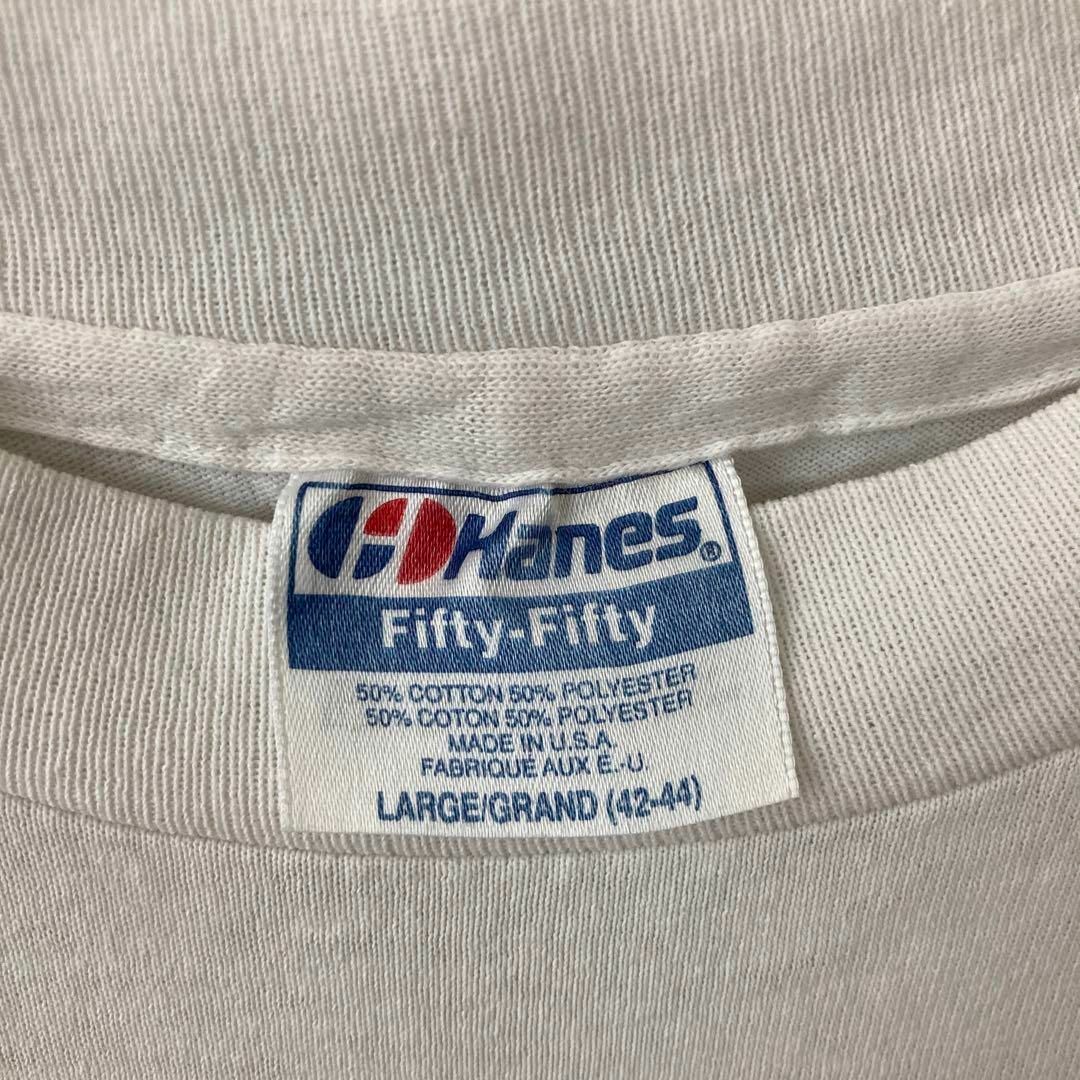 Hanes®
Fifty-Fifty
50% COTTON 50% POLYESTER
50% COTON 50% POLYESTER
MADE IN U.S.A.
FABRIQUE AUX E.-U.
LARGE/GRAND (42-44)